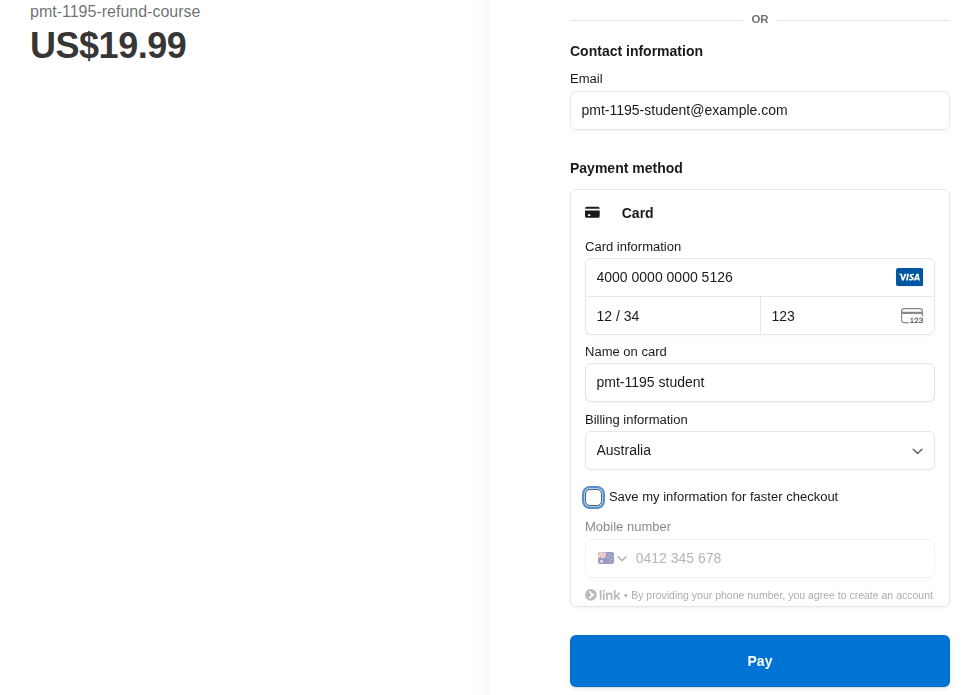 pmt-1195-refund-course
US$19.99
OR
Contact information
Email
pmt-1195-student@example.com
Payment method
Card
Card information
4000 0000 0000 5126
VISA
12 / 34
123
123
Name on card
pmt-1195 student
Billing information
Australia
Save my information for faster checkout
Mobile number
0412 345 678
link • By providing your phone number, you agree to create an account
Pay